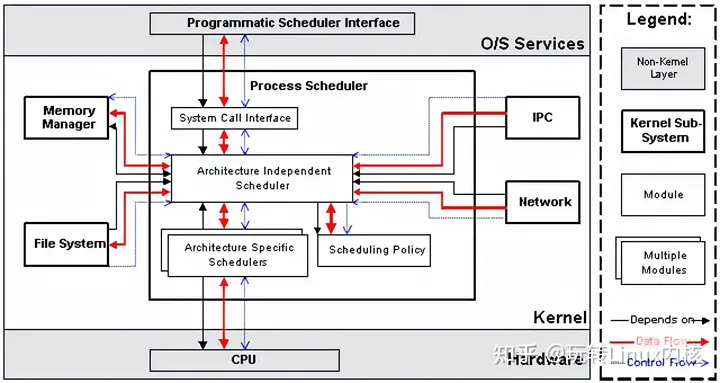 Programmatic Scheduler Interface
O/S Services
Process Scheduler
Memory
Manager
System Call Interface
IPC
Architecture Independent
Scheduler
Network
File System
Architecture Specific
Schedulers
Scheduling Policy
Kernel
CPU
Hardware
Legend:
Non-Kernel
Layer
Kernel Sub-
System
Module
Multiple
Modules
Depends on
Data Flow
Control Flow
知乎 @玩转Linux内核